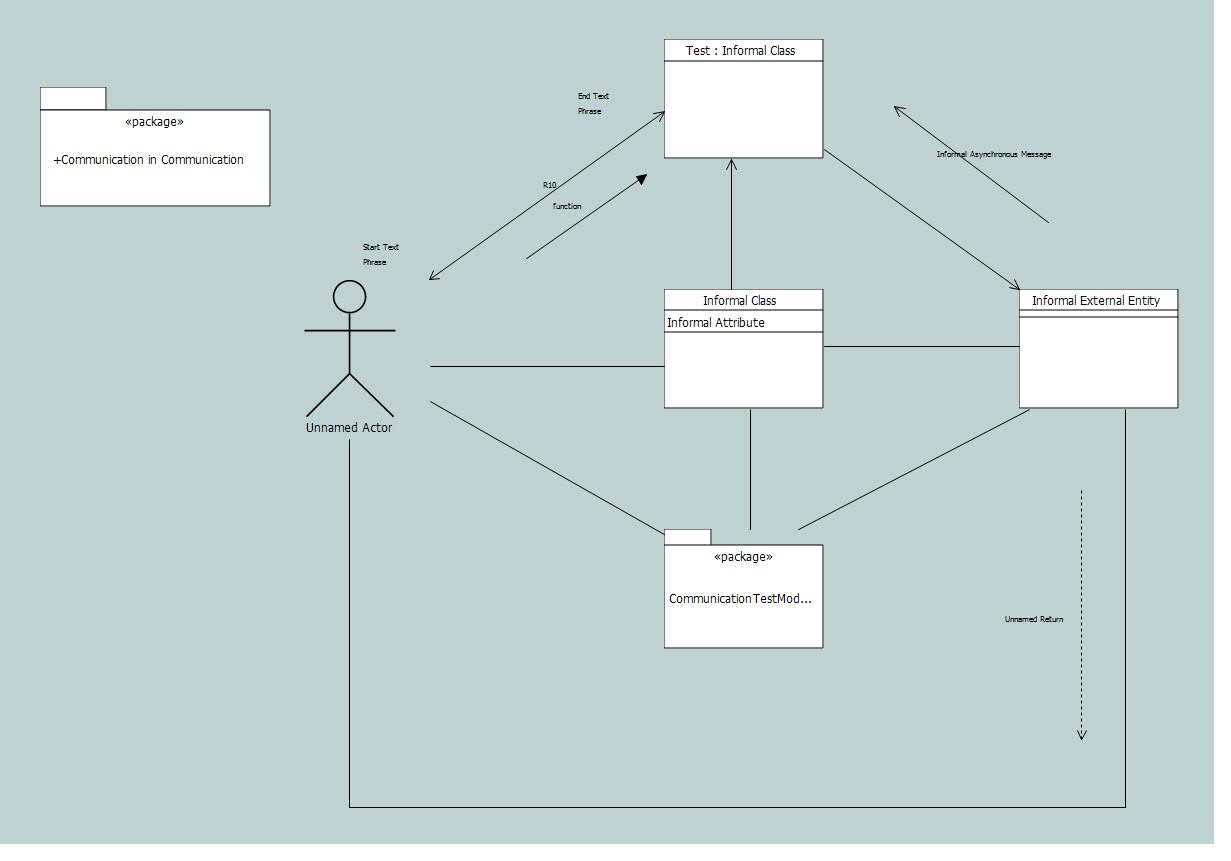 Test : Informal Class
End Text
Phrase
«package»
+Communication in Communication
Informal Asynchronous Message
R10
function
Start Text
Phrase
Informal Class
Informal Attribute
Informal External Entity
Unnamed Actor
«package»
CommunicationTestMod...
Unnamed Return